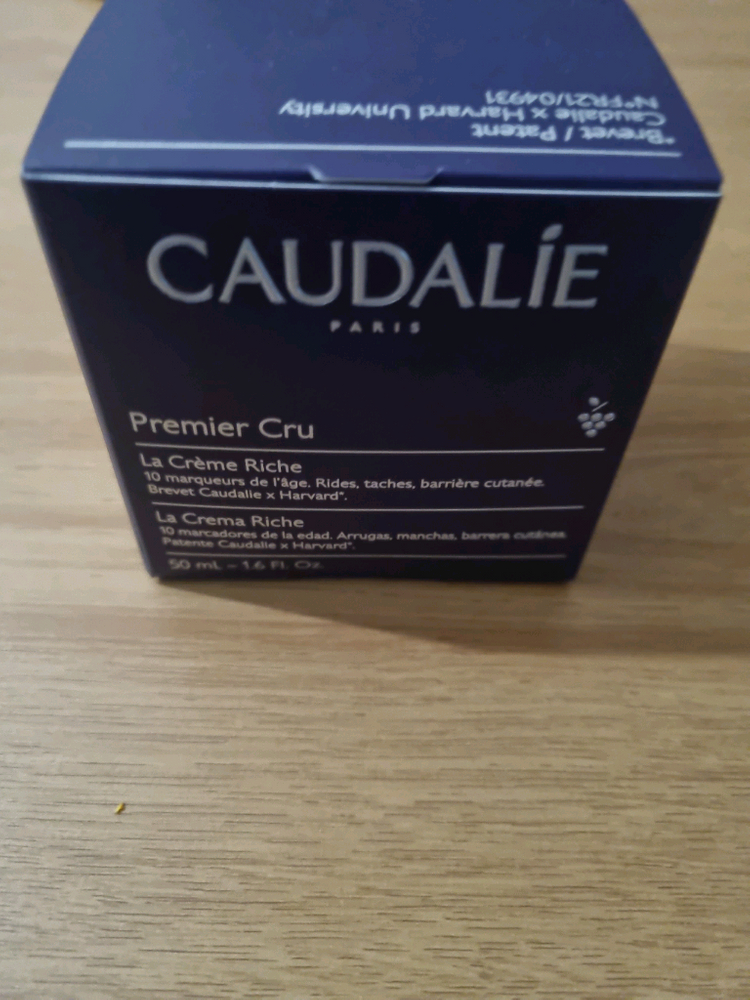 *Brevet / Patent
Caudalie x Harvard University
N°FR21/04931
CAUDALÍE
PARIS
Premier Cru
La Crème Riche
10 marqueurs de l'âge. Rides, taches, barrière cutanée.
Brevet Caudalie x Harvard*.
La Crema Riche
10 marcadores de la edad. Arrugas, manchas, barrera cutánea.
Patente Caudalie x Harvard*.
50 mL - 1.6 Fl. Oz.